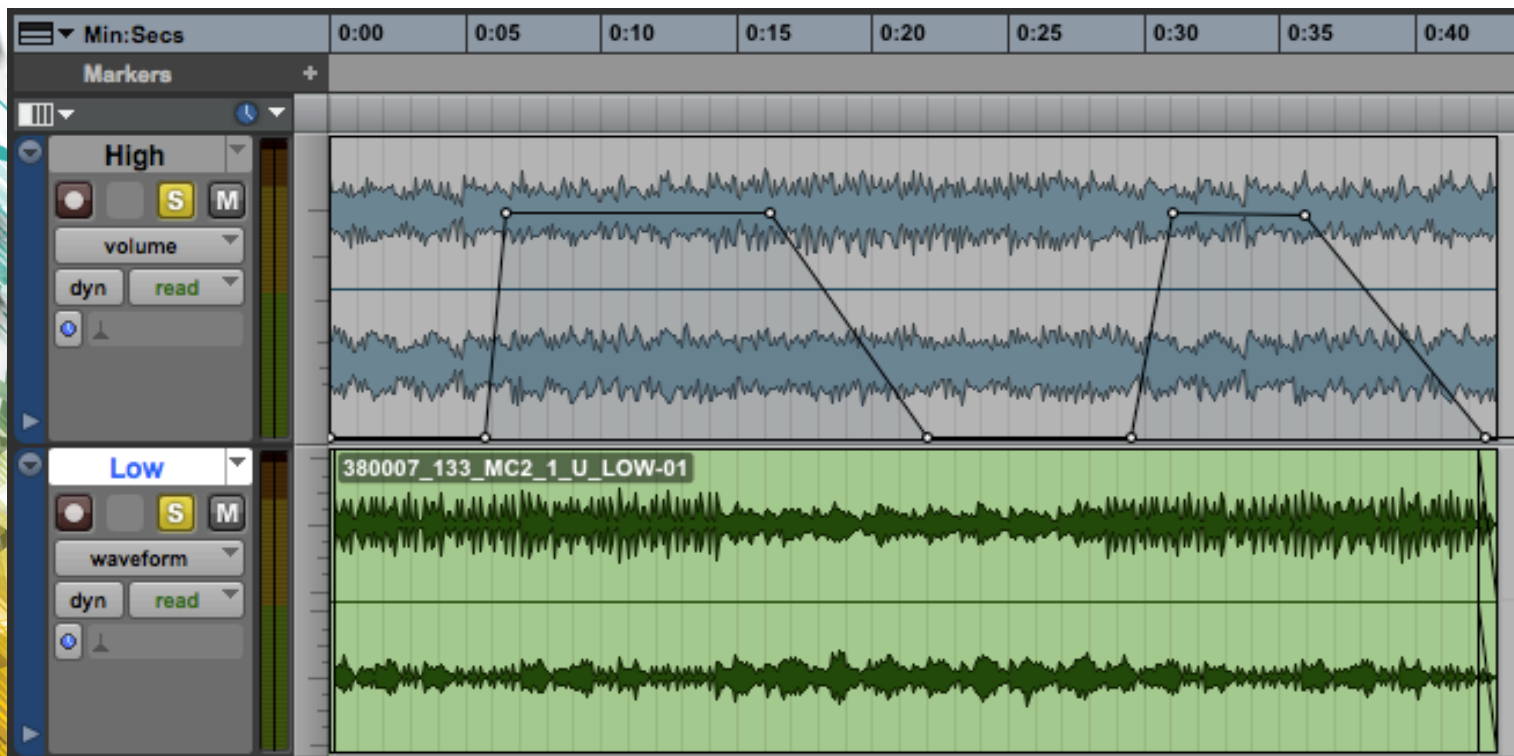 Min:Secs 0:00 0:05 0:10 0:15 0:20 0:25 0:30 0:35 0:40
Markers +
High
S M
volume
dyn read
Low
380007_133_MC2_1_U_LOW-01
S M
waveform
dyn read